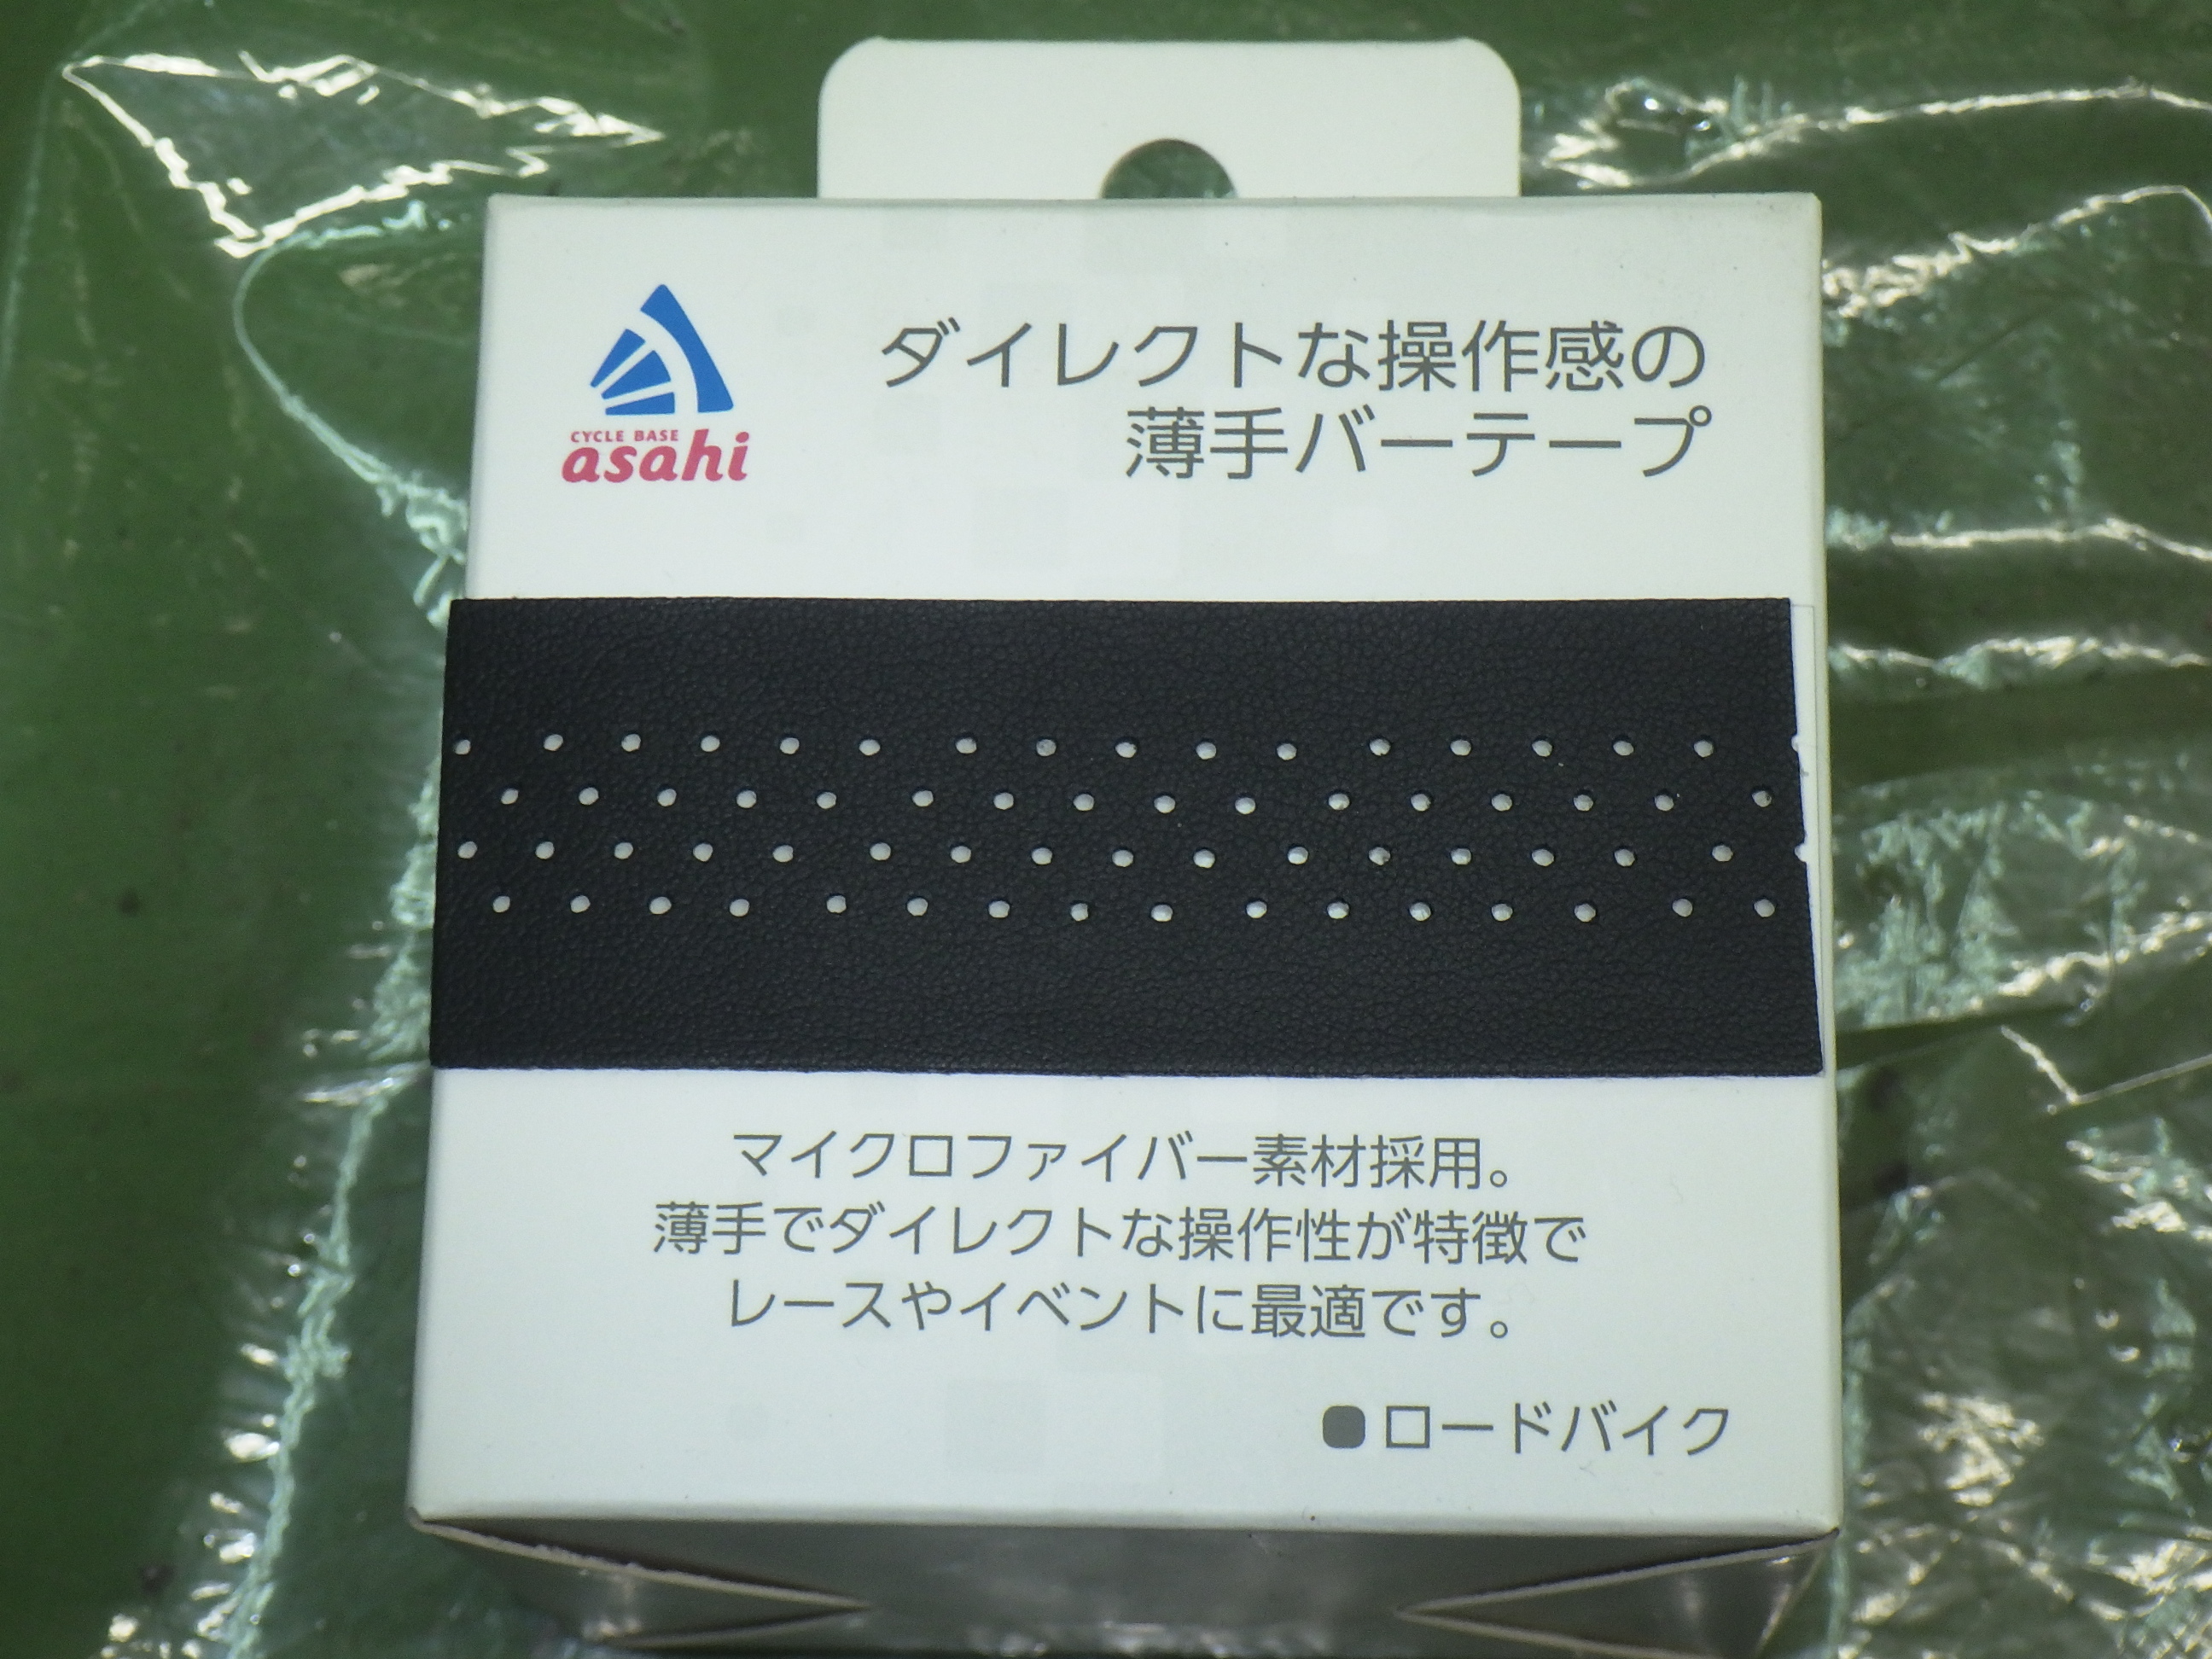 CYCLE BASE
asahi
ダイレクトな操作感の
薄手バーテープ
マイクロファイバー素材採用。
薄手でダイレクトな操作性が特徴で
レースやイベントに最適です。
ロードバイク